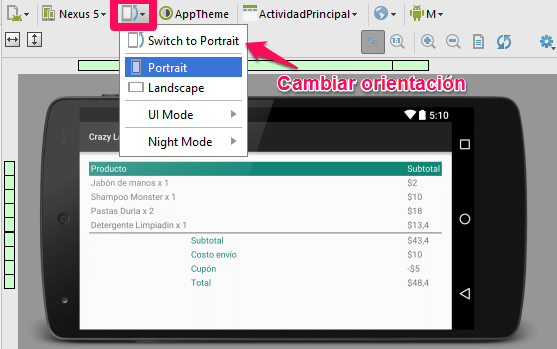 Nexus 5 AppTheme ActividadPrincipal M
Switch to Portrait
Portrait
Landscape
UI Mode
Night Mode
Cambiar orientación
1:1
5:10
Crazy L
Producto Subtotal
Jabón de manos x 1 $2
Shampoo Monster x 1 $10
Pastas Duria x 2 $18
Detergente Limpiadin x 1 $13,4
Subtotal $43,4
Costo envío $10
Cupón -$5
Total $48,4